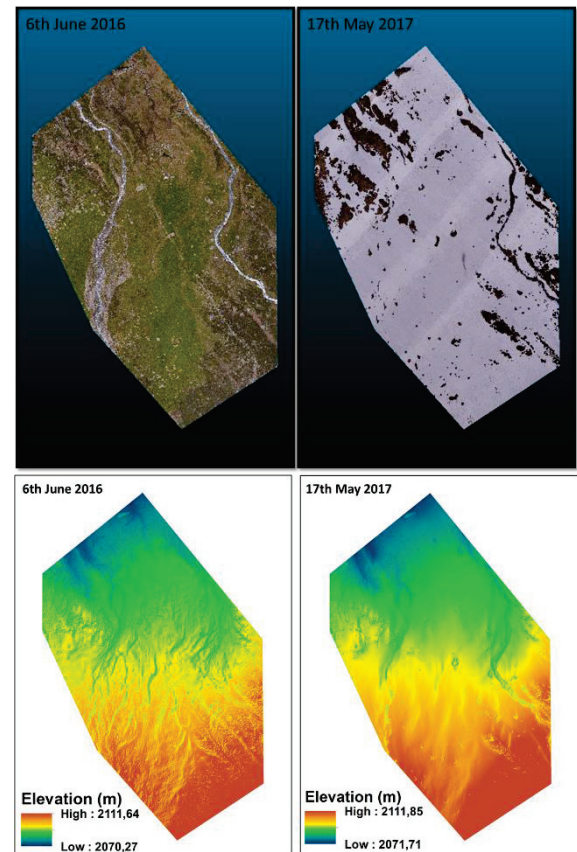 6th June 2016
17th May 2017
6th June 2016
17th May 2017
Elevation (m)
High : 2111,64
Low : 2070,27
Elevation (m)
High : 2111,85
Low : 2071,71